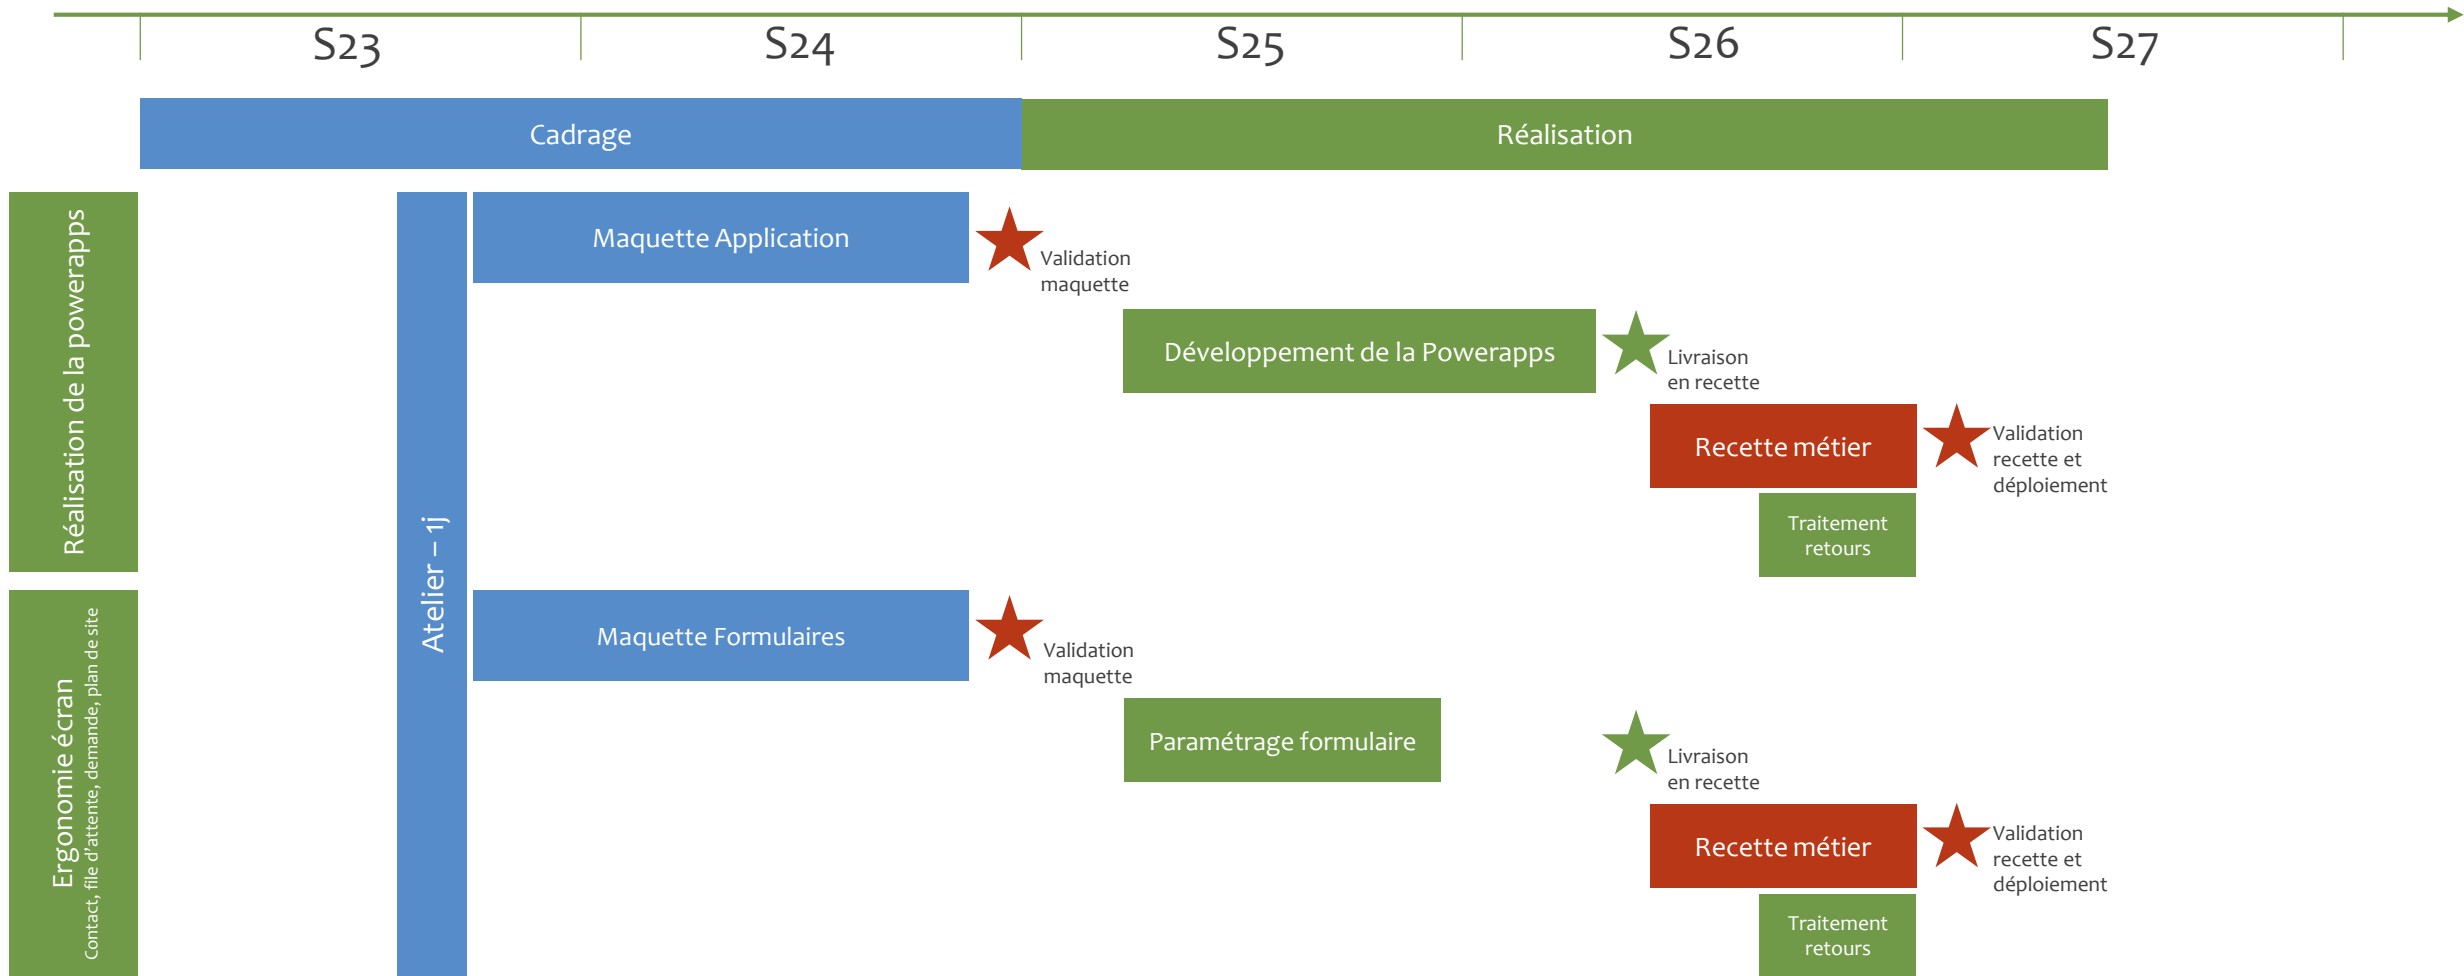 S23
S24
S25
S26
S27
Cadrage
Réalisation
Réalisation de la powerapps
Atelier – 1j
Maquette Application
Validation
maquette
Développement de la Powerapps
Livraison
en recette
Recette métier
Validation
recette et
déploiement
Traitement
retours
Ergonomie écran
Contact, file d'attente, demande, plan de site
Maquette Formulaires
Validation
maquette
Paramétrage formulaire
Livraison
en recette
Recette métier
Validation
recette et
déploiement
Traitement
retours